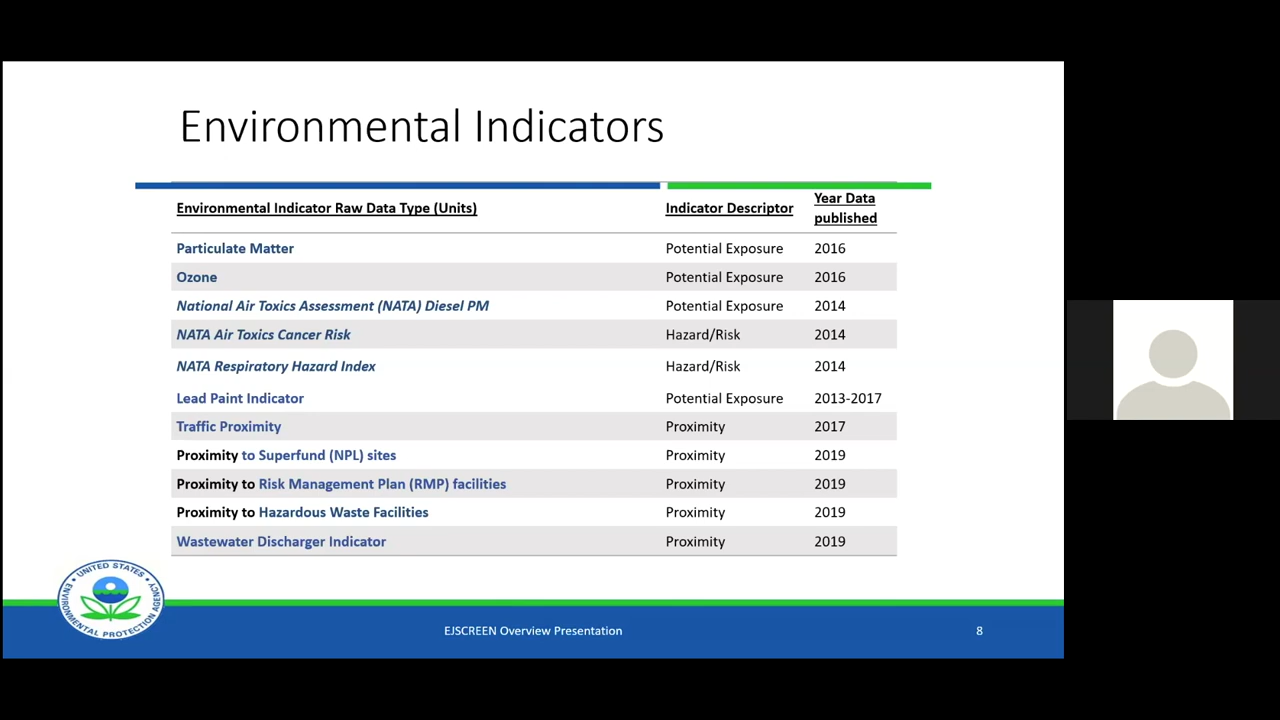 Environmental Indicators
Environmental Indicator Raw Data Type (Units) Indicator Descriptor Year Data published
Particulate Matter Potential Exposure 2016
Ozone Potential Exposure 2016
National Air Toxics Assessment (NATA) Diesel PM Potential Exposure 2014
NATA Air Toxics Cancer Risk Hazard/Risk 2014
NATA Respiratory Hazard Index Hazard/Risk 2014
Lead Paint Indicator Potential Exposure 2013-2017
Traffic Proximity Proximity 2017
Proximity to Superfund (NPL) sites Proximity 2019
Proximity to Risk Management Plan (RMP) facilities Proximity 2019
Proximity to Hazardous Waste Facilities Proximity 2019
Wastewater Discharger Indicator Proximity 2019
UNITED STATES
ENVIRONMENTAL PROTECTION AGENCY
EJSCREEN Overview Presentation 8